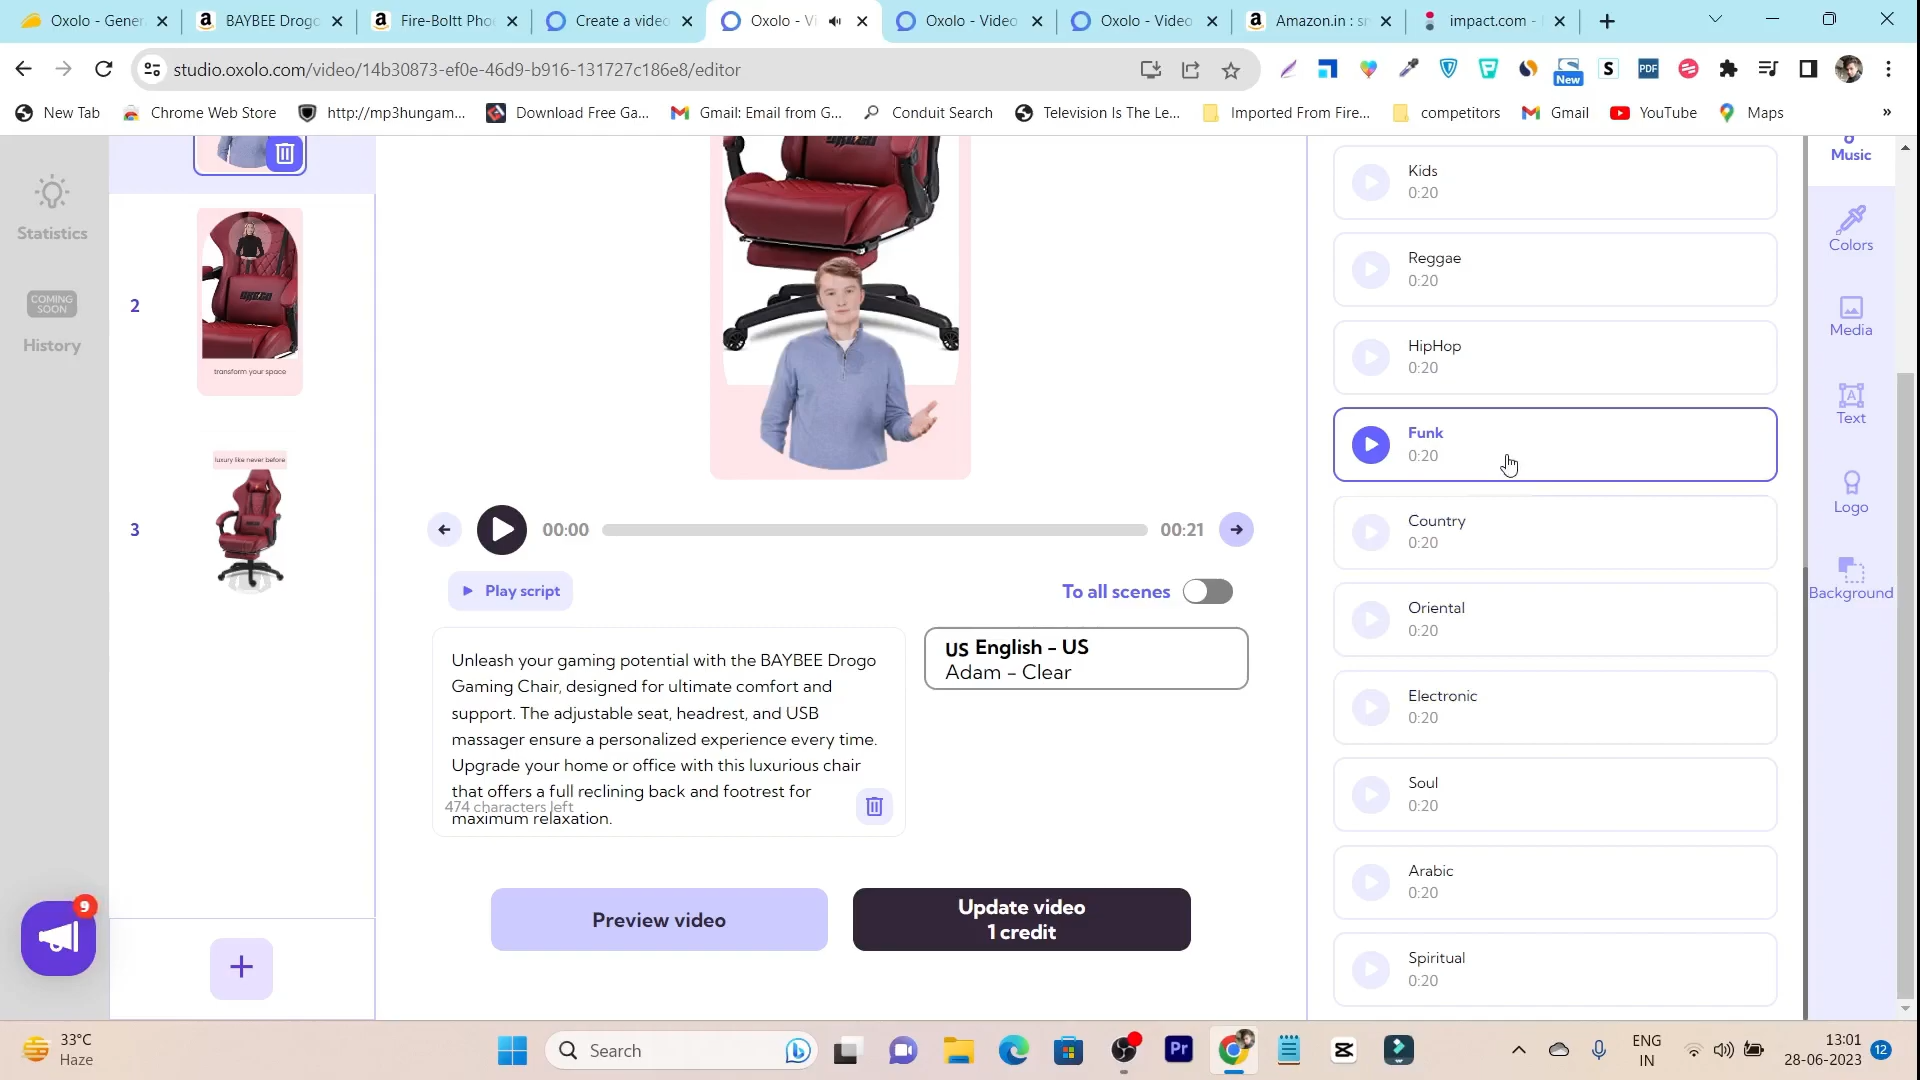 Oxolo - Gener
BAYBEE Drogo
Fire-Boltt Pho
Create a video
Oxolo - Vi
Oxolo - Video
Oxolo - Video
Amazon.in : sm
impact.com -
studio.oxolo.com/video/14b30873-ef0e-46d9-b916-131727c186e8/editor
New
S
PDF
New Tab
Chrome Web Store
http://mp3hungam...
Download Free Ga...
Gmail: Email from G...
Conduit Search
Television Is The Le...
Imported From Fire...
competitors
Gmail
YouTube
Maps
»
Statistics
COMING SOON
History
2
transform your space
3
luxury like never before
9
+
00:00
00:21
Play script
To all scenes
Unleash your gaming potential with the BAYBEE Drogo
Gaming Chair, designed for ultimate comfort and
support. The adjustable seat, headrest, and USB
massager ensure a personalized experience every time.
Upgrade your home or office with this luxurious chair
that offers a full reclining back and footrest for
maximum relaxation.
474 characters left
US English - US
Adam - Clear
Preview video
Update video
1 credit
Kids
0:20
Reggae
0:20
HipHop
0:20
Funk
0:20
Country
0:20
Oriental
0:20
Electronic
0:20
Soul
0:20
Arabic
0:20
Spiritual
0:20
Music
Colors
Media
Text
Logo
Background
33°C
Haze
Search
Pr
ENG
IN
13:01
28-06-2023
12